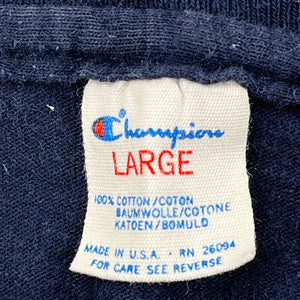 Champion
LARGE
100% COTTON/COTON
BAUMWOLLE/COTONE
KATOEN/BOMULD
MADE IN U.S.A. · RN 26094
FOR CARE SEE REVERSE